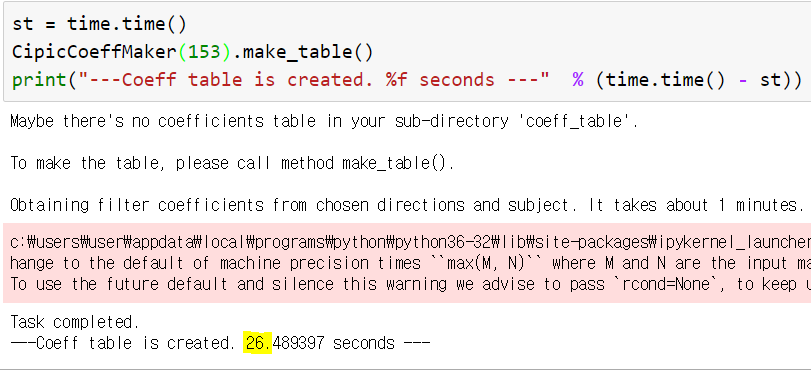 st = time.time()
CipicCoeffMaker(153).make_table()
print("---Coeff table is created. %f seconds ---"  % (time.time() - st))
Maybe there's no coefficients table in your sub-directory 'coeff_table'.
To make the table, please call method make_table().
Obtaining filter coefficients from chosen directions and subject. It takes about 1 minutes.
c:₩users₩user₩appdata₩local₩programs₩python₩python36-32₩lib₩site-packages₩ipykernel_launcher
hange to the default of machine precision times ``max(M, N)`` where M and N are the input ma
To use the future default and silence this warning we advise to pass `rcond=None`, to keep u
Task completed.
---Coeff table is created. 26.489397 seconds ---